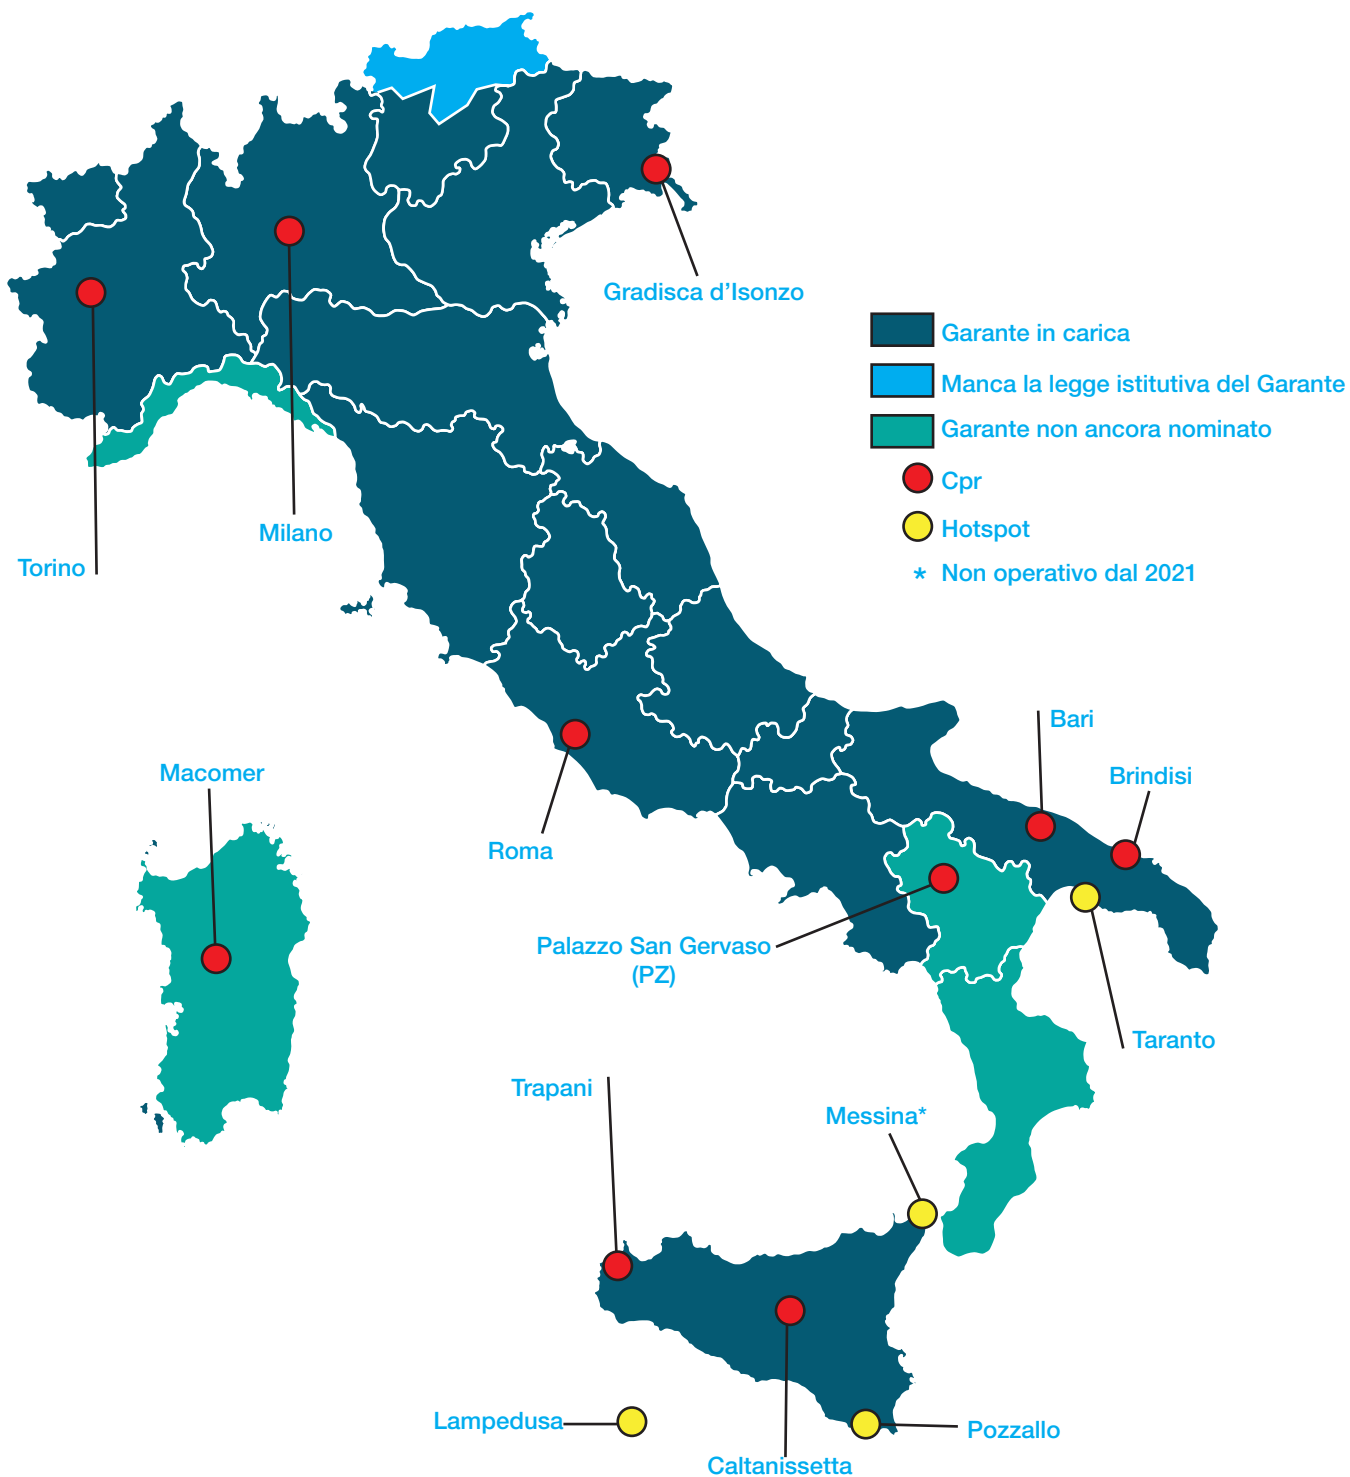 Gradisca d’Isonzo
Garante in carica
Manca la legge istitutiva del Garante
Garante non ancora nominato
Cpr
Hotspot
* Non operativo dal 2021
Milano
Torino
Bari
Macomer
Brindisi
Roma
Palazzo San Gervaso
(PZ)
Taranto
Trapani
Messina*
Lampedusa
Pozzallo
Caltanissetta